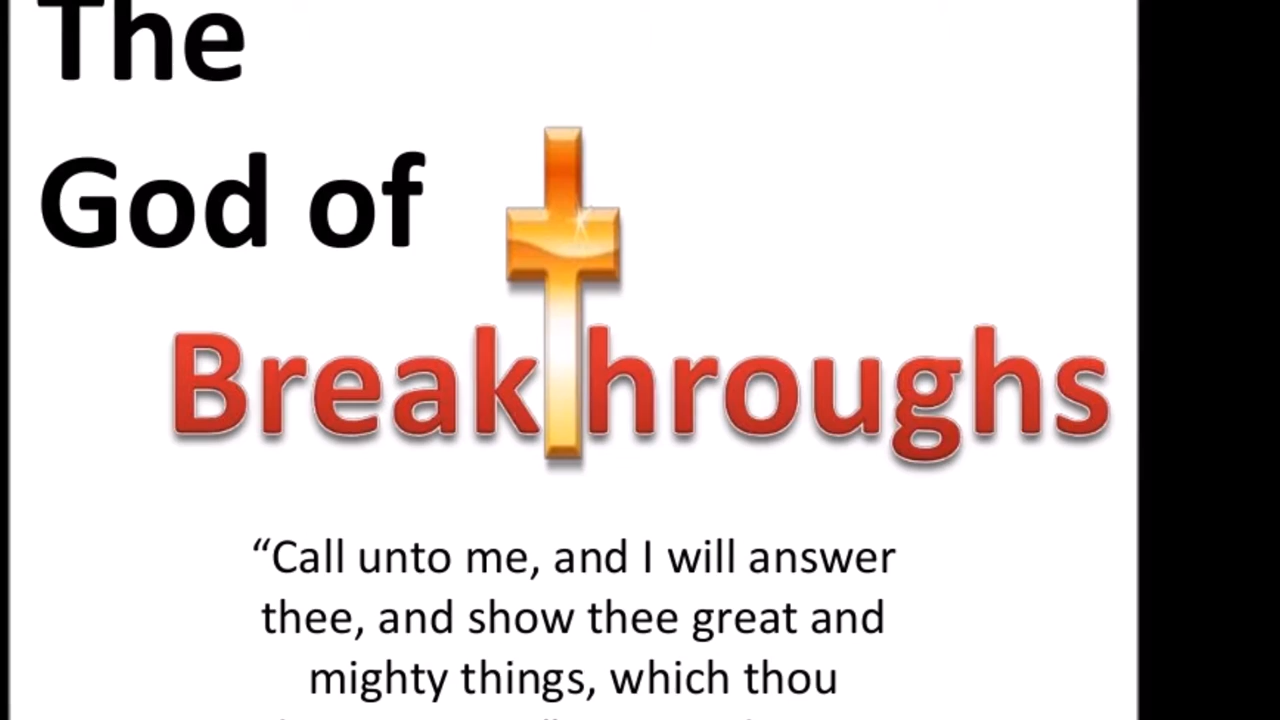 The
God of
Breakthroughs
“Call unto me, and I will answer
thee, and show thee great and
mighty things, which thou